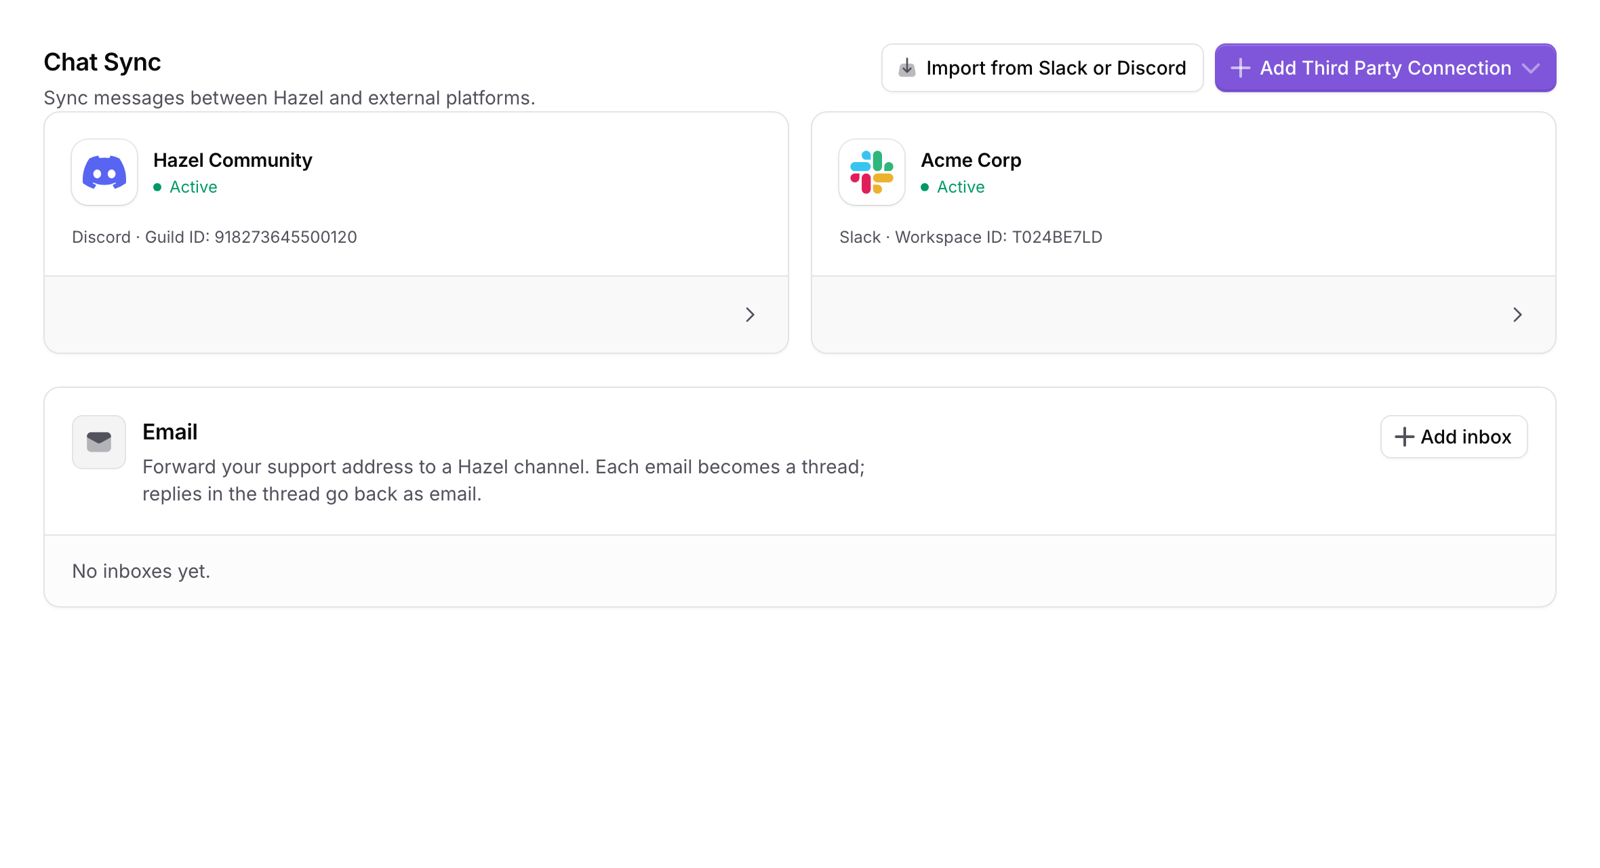 Chat Sync
Sync messages between Hazel and external platforms.
Import from Slack or Discord
Add Third Party Connection
Hazel Community
Active
Discord · Guild ID: 918273645500120
Acme Corp
Active
Slack · Workspace ID: T024BE7LD
Email
Forward your support address to a Hazel channel. Each email becomes a thread;
replies in the thread go back as email.
Add inbox
No inboxes yet.